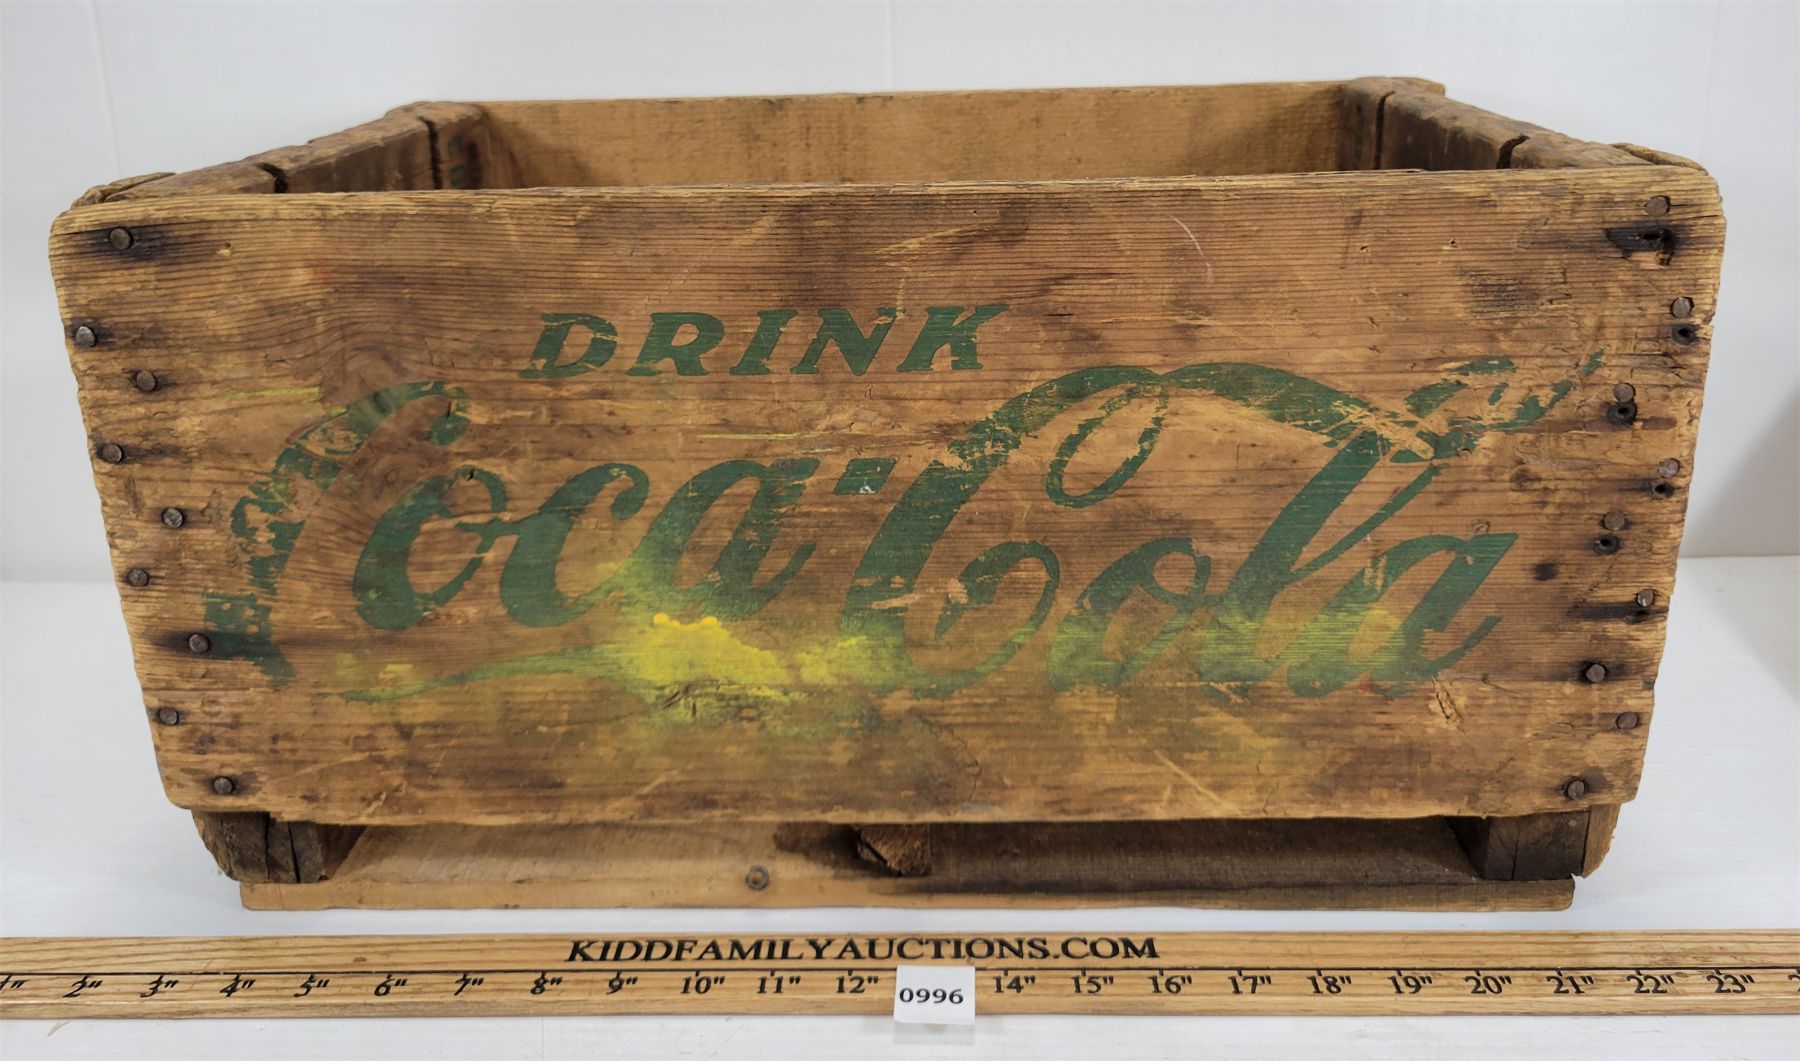 DRINK
Coca-Cola
KIDDFAMILYAUCTIONS.COM
1" 2" 3" 4" 5" 6" 7" 8" 9" 10" 11" 12" 0996 14" 15" 16" 17" 18" 19" 20" 21" 22" 23"